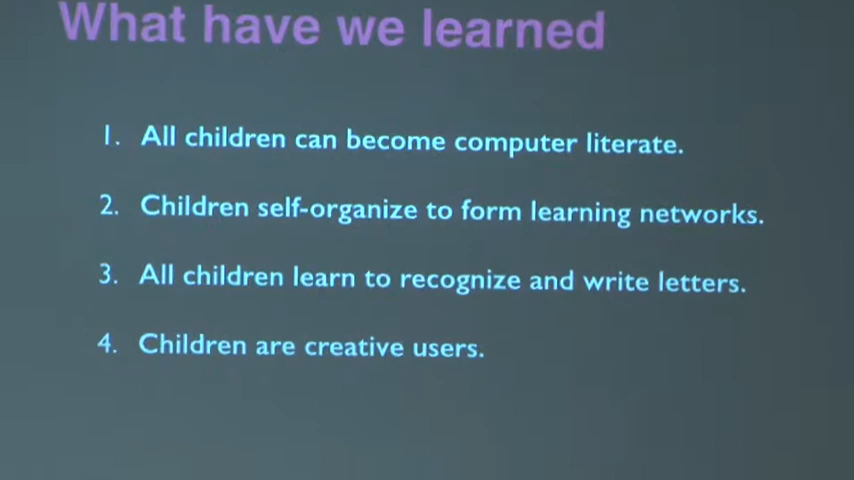 What have we learned
1. All children can become computer literate.
2. Children self-organize to form learning networks.
3. All children learn to recognize and write letters.
4. Children are creative users.